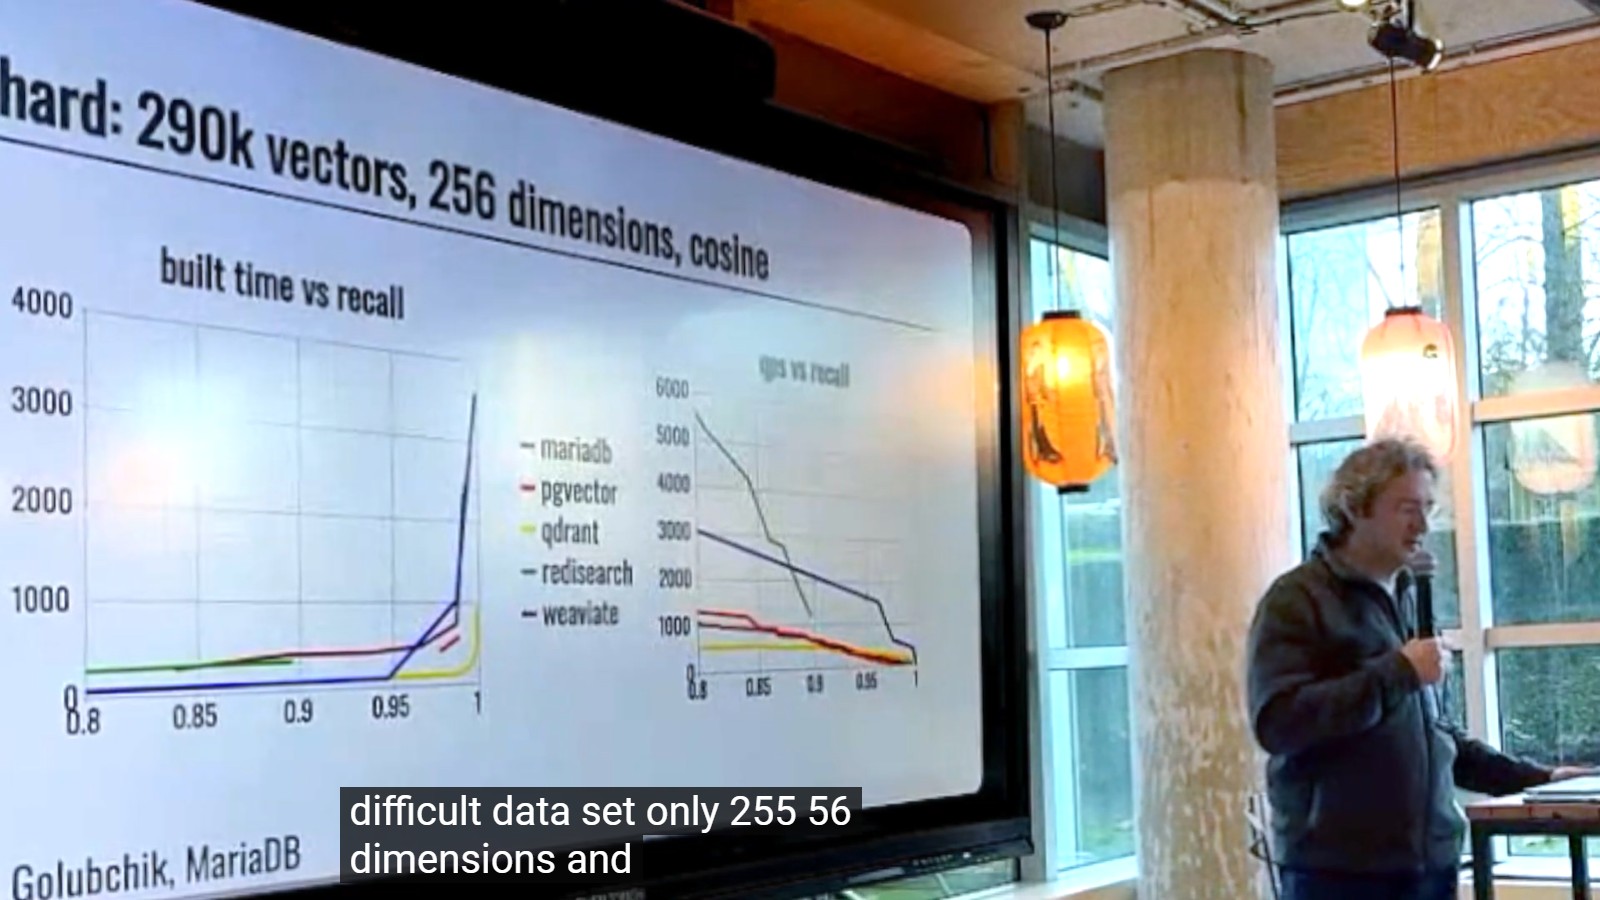 hard: 290k vectors, 256 dimensions, cosine
built time vs recall
4000
3000
2000
1000
0
0.8 0.85 0.9 0.95 1
mariadb
pgvector
qdrant
redisearch
weaviate
qps vs recall
6000
5000
4000
3000
2000
1000
0
0.8 0.85 0.9 0.95 1
Golubchik, MariaDB
difficult data set only 255 56
dimensions and